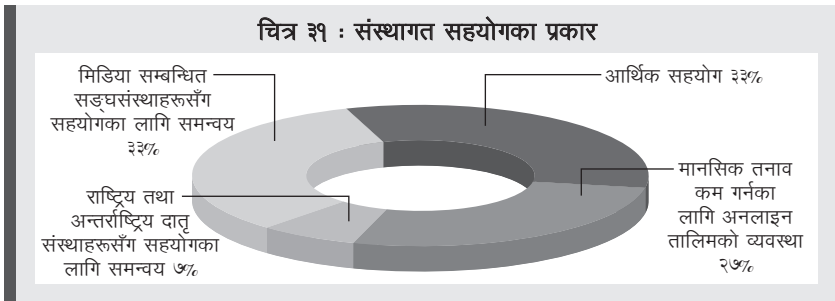 चित्र ३१ : संस्थागत सहयोगका प्रकार
मिडिया सम्बन्धित
सङ्घसंस्थाहरूसँग
सहयोगका लागि समन्वय
३३%
आर्थिक सहयोग ३३%
राष्ट्रिय तथा
अन्तर्राष्ट्रिय दातृ
संस्थाहरूसँग सहयोगका
लागि समन्वय ७%
मानसिक तनाव
कम गर्नका
लागि अनलाइन
तालिमको व्यवस्था
२७%